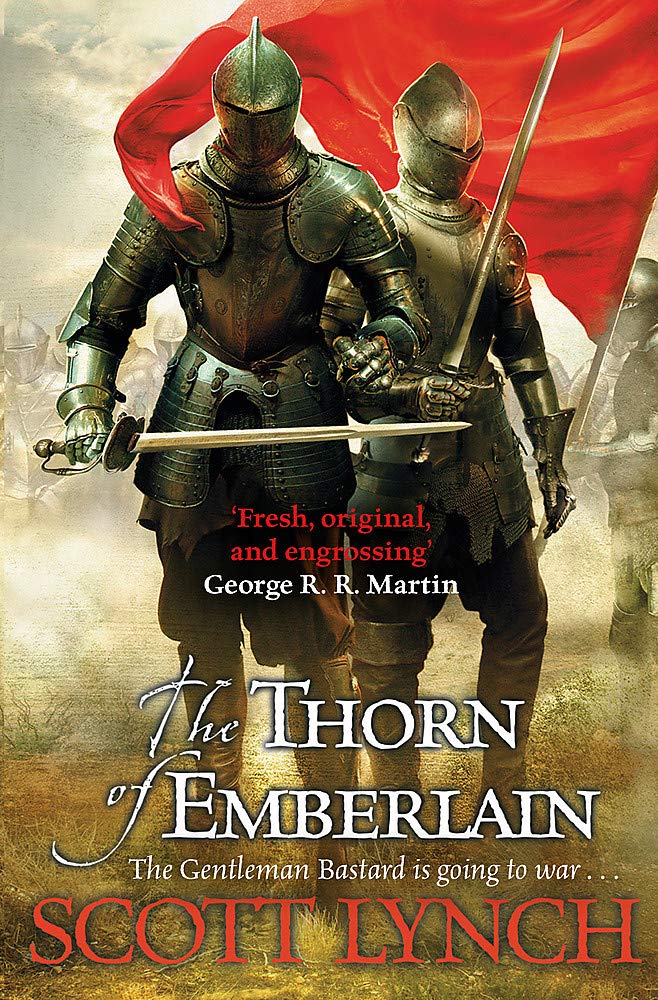 ‘Fresh, original,
and engrossing’
George R. R. Martin
The THORN
of EMBERLAIN
The Gentleman Bastard is going to war . . .
SCOTT LYNCH